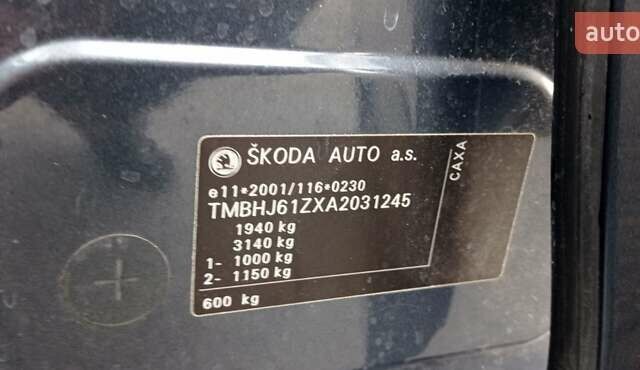 auto
ŠKODA AUTO a.s.
e11*2001/116*0230
TMBHJ61ZXA2031245
1940 kg
3140 kg
1- 1000 kg
2- 1150 kg
600 kg
CAXA